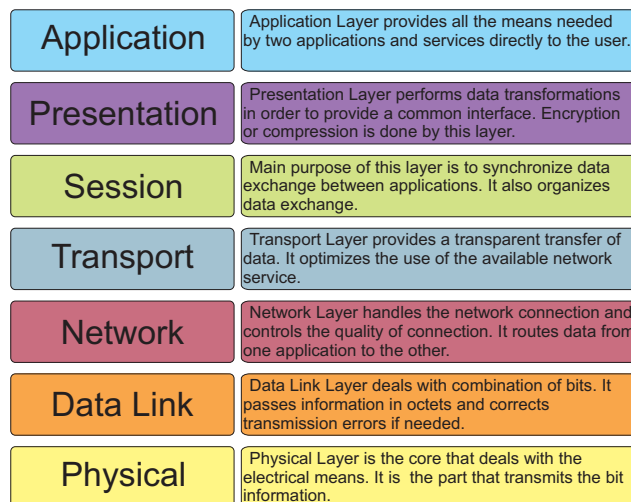 Application
Application Layer provides all the means needed
by two applications and services directly to the user.
Presentation
Presentation Layer performs data transformations
in order to provide a common interface. Encryption
or compression is done by this layer.
Session
Main purpose of this layer is to synchronize data
exchange between applications. It also organizes
data exchange.
Transport
Transport Layer provides a transparent transfer of
data. It optimizes the use of the available network
service.
Network
Network Layer handles the network connection and
controls the quality of connection. It routes data from
one application to the other.
Data Link
Data Link Layer deals with combination of bits. It
passes information in octets and corrects
transmission errors if needed.
Physical
Physical Layer is the core that deals with the
electrical means. It is the part that transmits the bit
information.